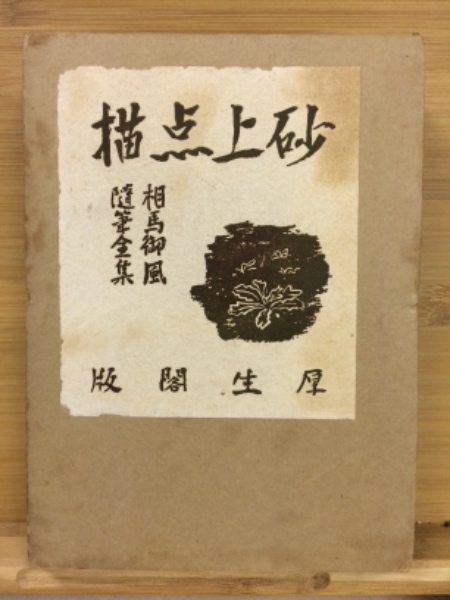 砂上点描
相馬御風
隨筆全集
厚生閣版